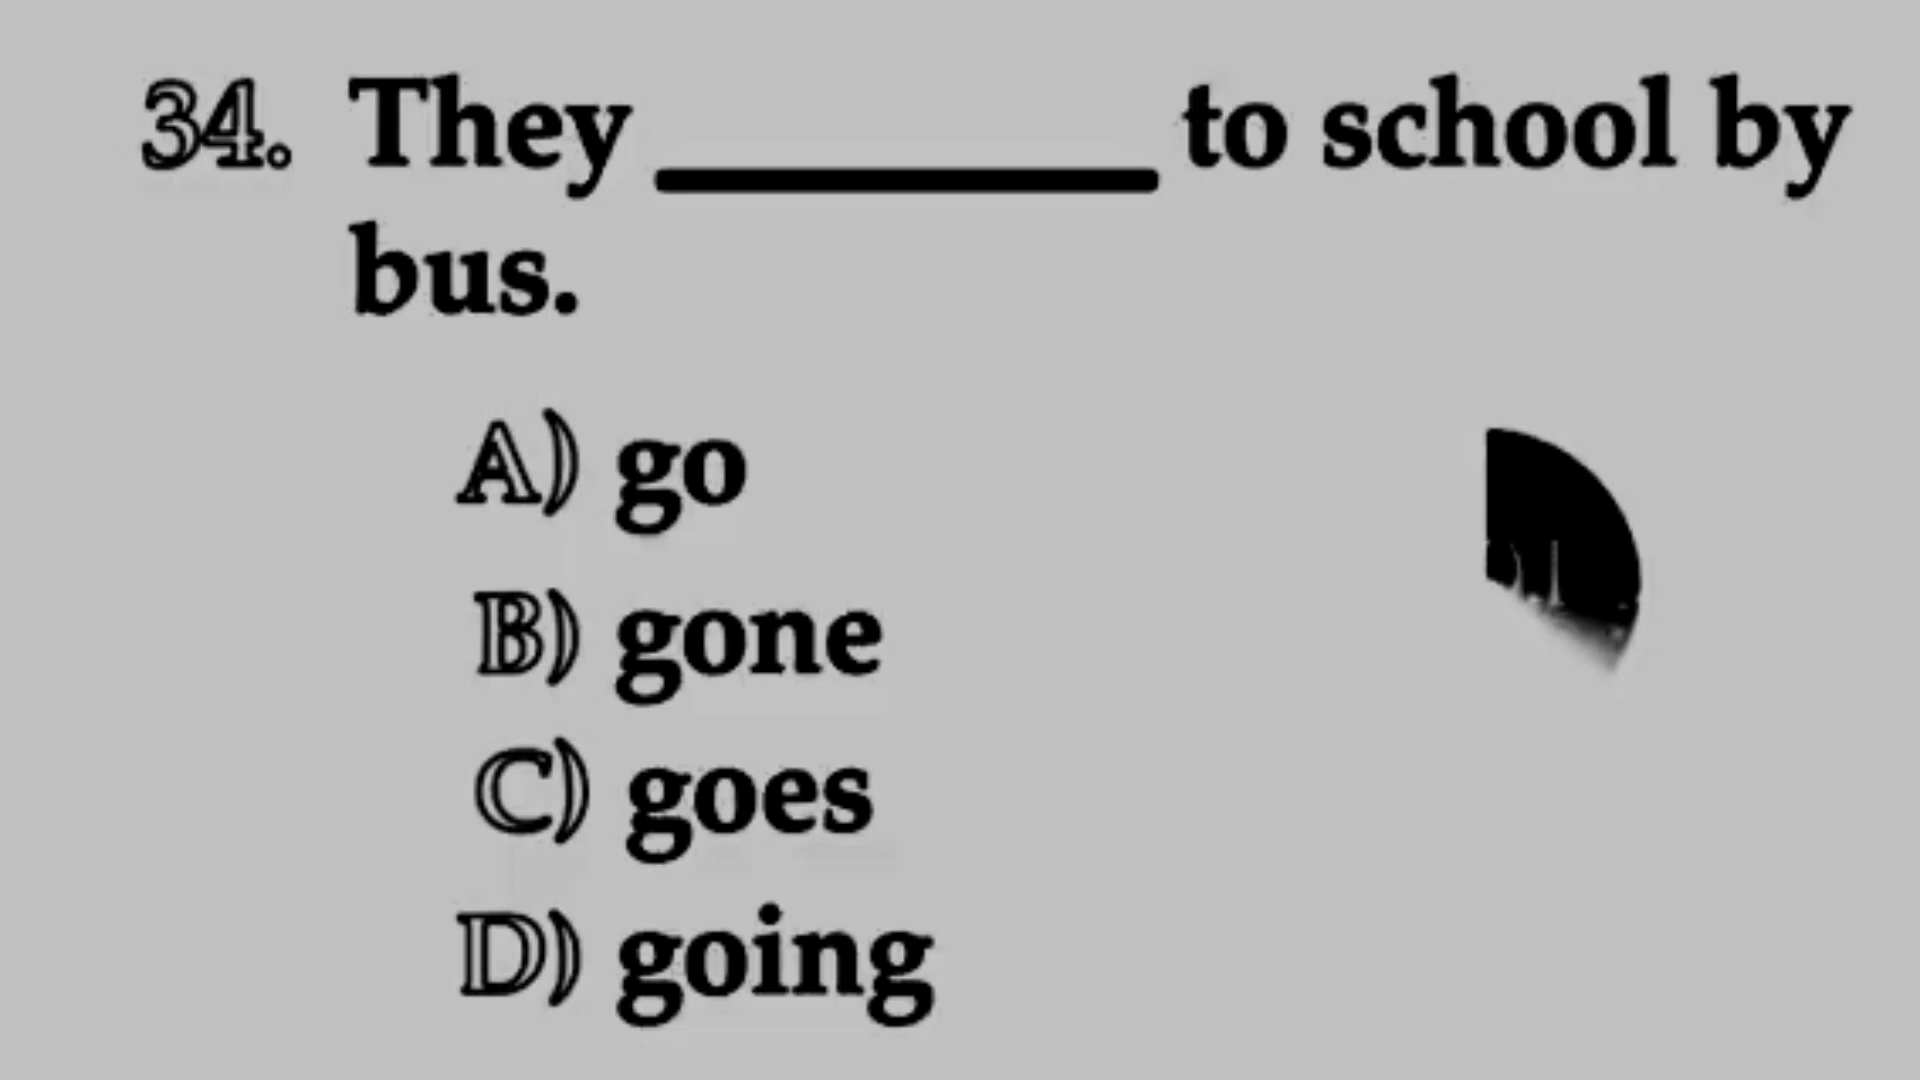 34. They __________ to school by
bus.
A) go
B) gone
C) goes
D) going